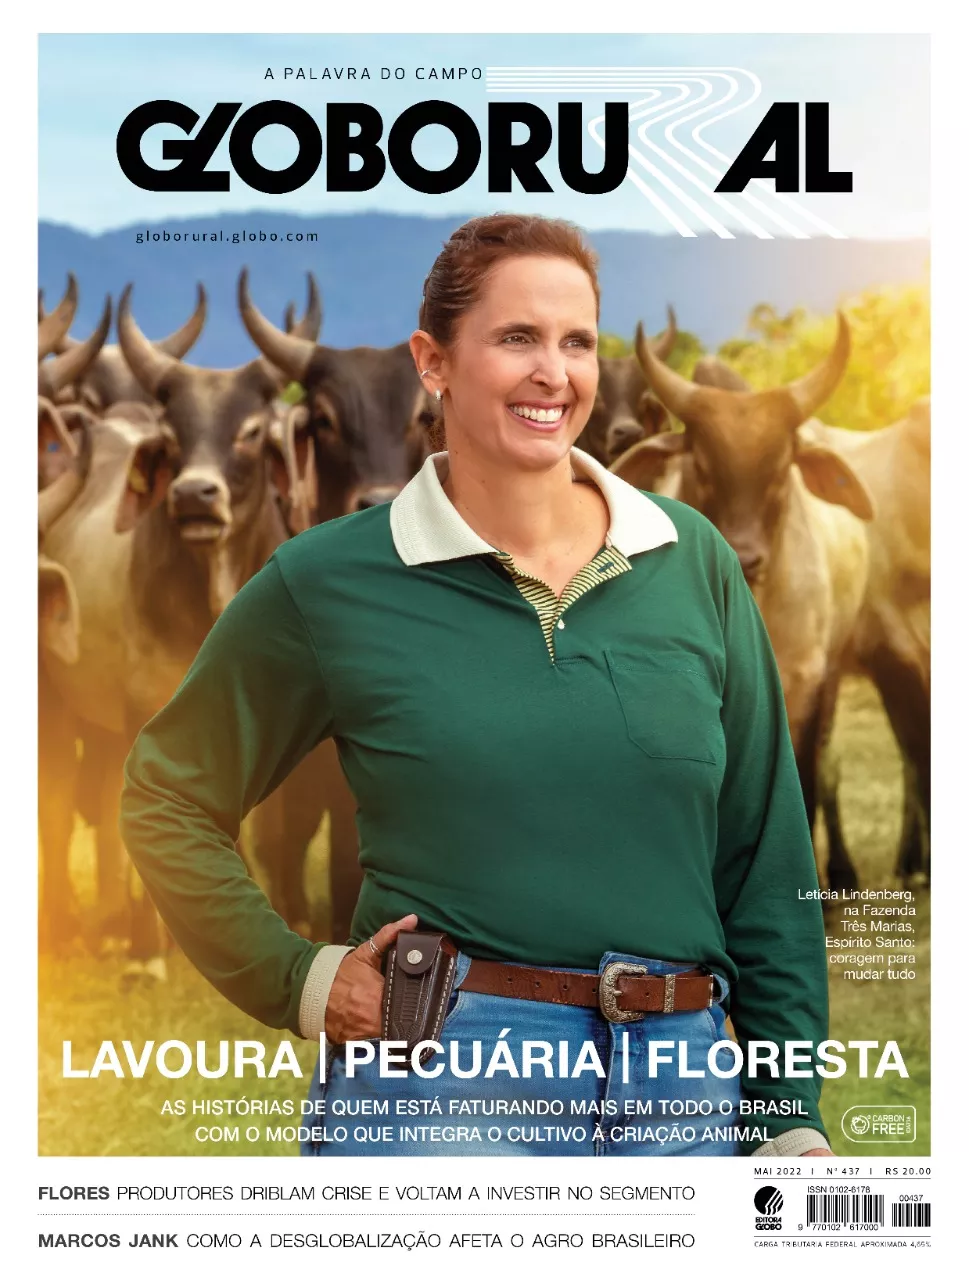 A PALAVRA DO CAMPO
GLOBORURAL
globorural.globo.com
Letícia Lindenberg,
na Fazenda
Três Marias,
Espírito Santo:
coragem para
mudar tudo
LAVOURA | PECUÁRIA | FLORESTA
AS HISTÓRIAS DE QUEM ESTÁ FATURANDO MAIS EM TODO O BRASIL
COM O MODELO QUE INTEGRA O CULTIVO À CRIAÇÃO ANIMAL
CARBON
FREE
MAI 2022 | Nº 437 | R$ 20.00
FLORES PRODUTORES DRIBLAM CRISE E VOLTAM A INVESTIR NO SEGMENTO
MARCOS JANK COMO A DESGLOBALIZAÇÃO AFETA O AGRO BRASILEIRO
EDITORA
GLOBO
ISSN 0102-6178
00437
9 770102 617000
CARGA TRIBUTÁRIA FEDERAL APROXIMADA 4,65%